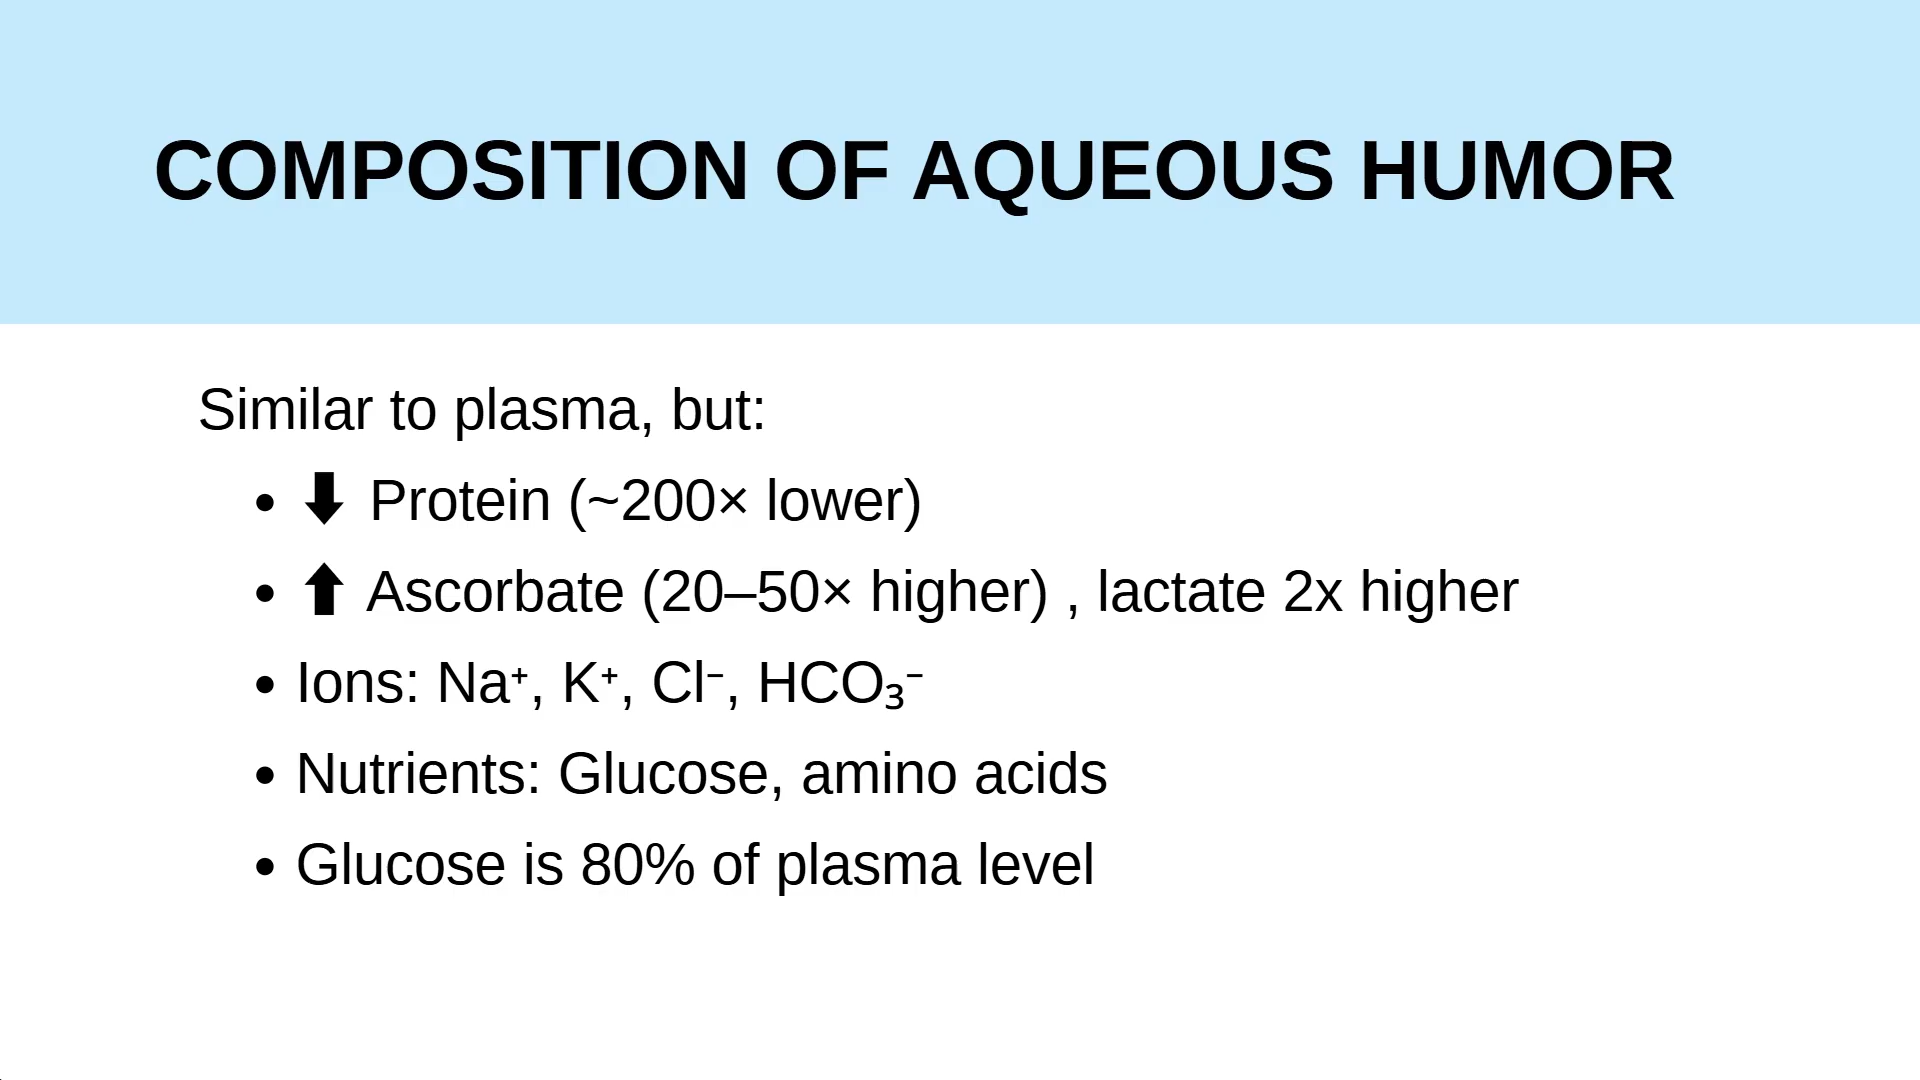 COMPOSITION OF AQUEOUS HUMOR
Similar to plasma, but:
• ⬇ Protein (~200× lower)
• ⬆ Ascorbate (20–50× higher) , lactate 2x higher
• Ions: Na⁺, K⁺, Cl⁻, HCO₃⁻
• Nutrients: Glucose, amino acids
• Glucose is 80% of plasma level